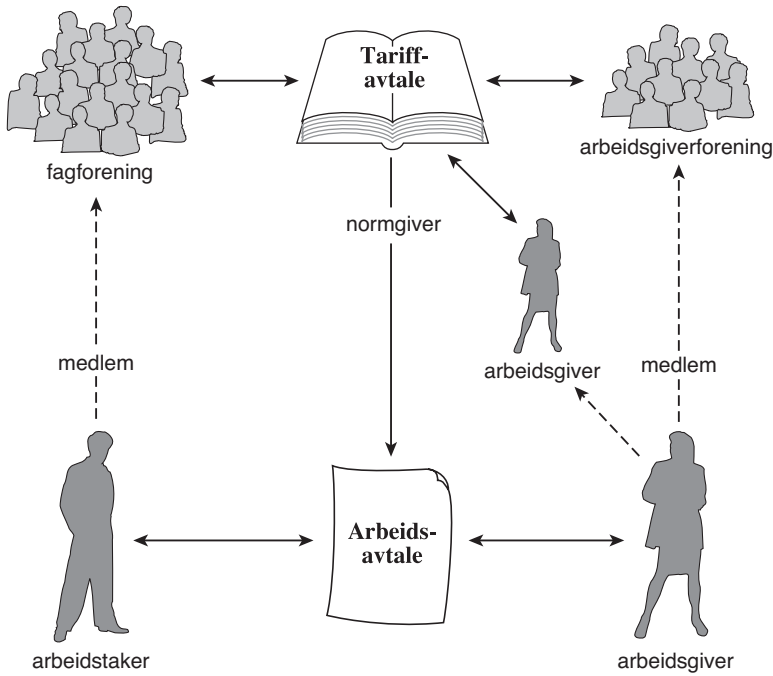 Tariff-
avtale
fagforening
arbeidsgiverforening
normgiver
medlem
arbeidsgiver
medlem
Arbeids-
avtale
arbeidstaker
arbeidsgiver